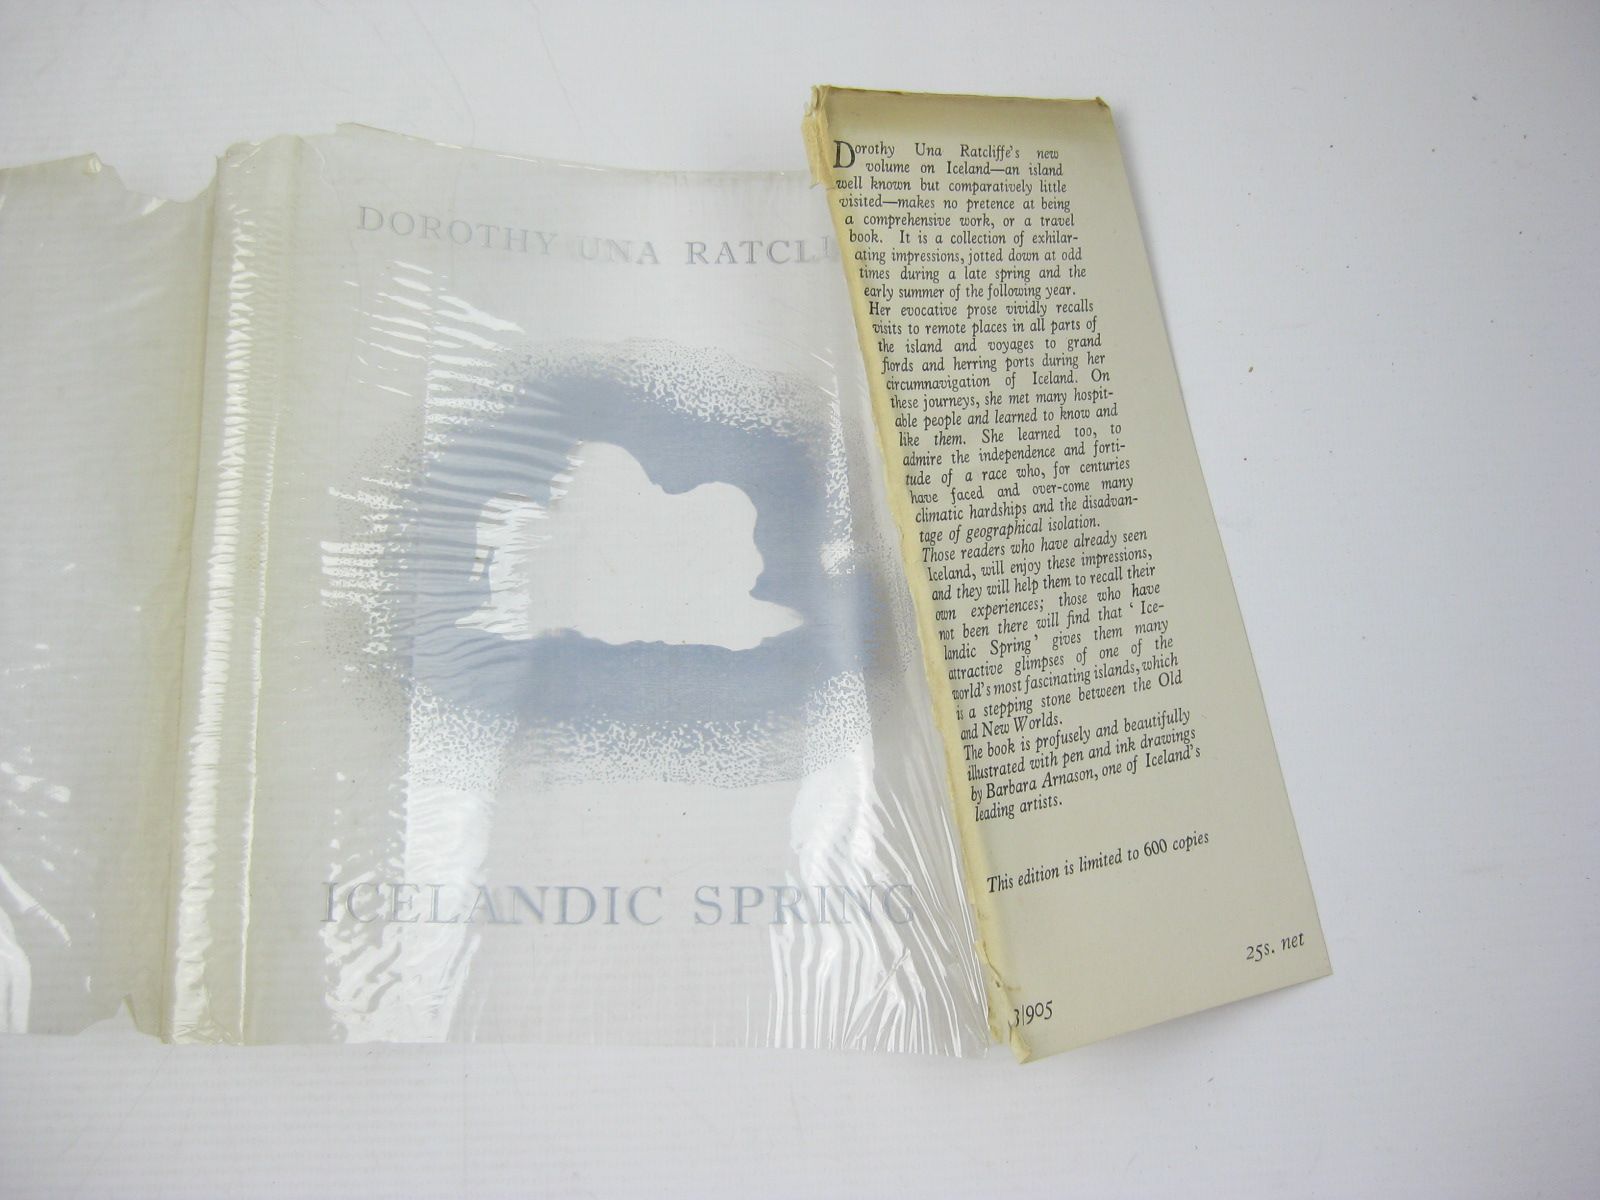 DOROTHY UNA RATCLI
ICELANDIC SPRING
Dorothy Una Ratcliffe's new
volume on Iceland—an island
well known but comparatively little
visited—makes no pretence at being
a comprehensive work, or a travel
book. It is a collection of exhilar-
ating impressions, jotted down at odd
times during a late spring and the
early summer of the following year.
Her evocative prose vividly recalls
visits to remote places in all parts of
the island and voyages to grand
fiords and herring ports during her
circumnavigation of Iceland. On
these journeys, she met many hospit-
able people and learned to know and
like them. She learned too, to
admire the independence and forti-
tude of a race who, for centuries
have faced and over-come many
climatic hardships and the disadvan-
tage of geographical isolation.
Those readers who have already seen
Iceland, will enjoy these impressions,
and they will help them to recall their
own experiences; those who have
not been there will find that ' Ice-
landic Spring' gives them many
attractive glimpses of one of the
world's most fascinating islands, which
is a stepping stone between the Old
and New Worlds.
The book is profusely and beautifully
illustrated with pen and ink drawings
by Barbara Arnason, one of Iceland's
leading artists.
This edition is limited to 600 copies
25s. net
3|905